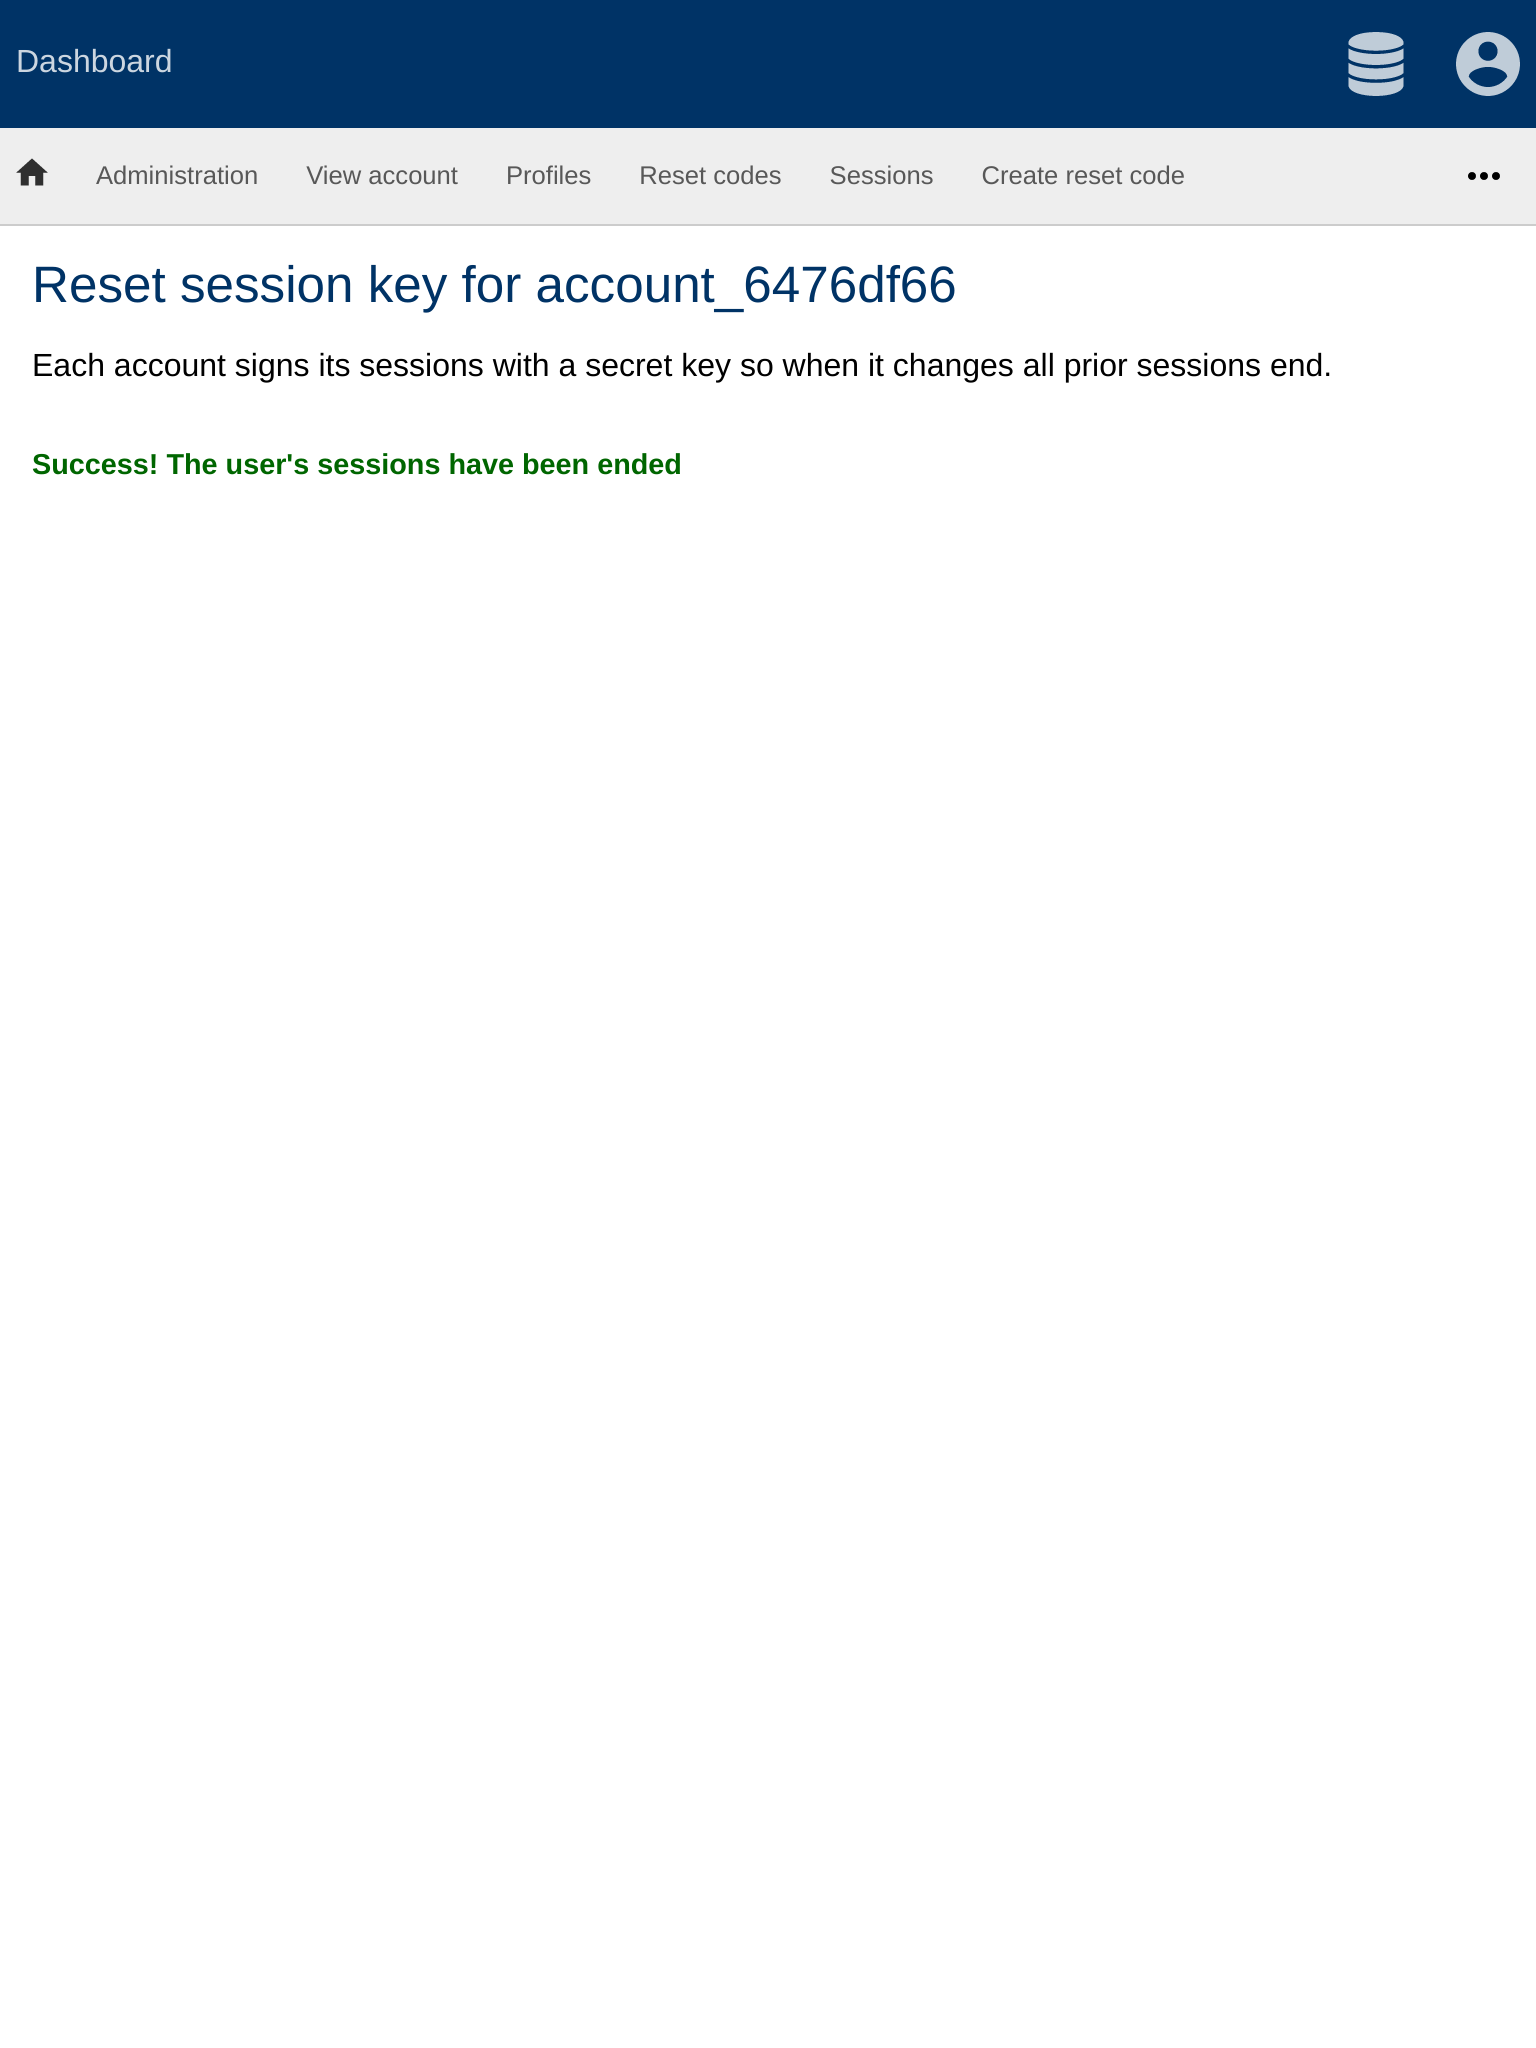 Dashboard
Administration View account Profiles Reset codes Sessions Create reset code
Reset session key for account_6476df66
Each account signs its sessions with a secret key so when it changes all prior sessions end.
Success! The user's sessions have been ended